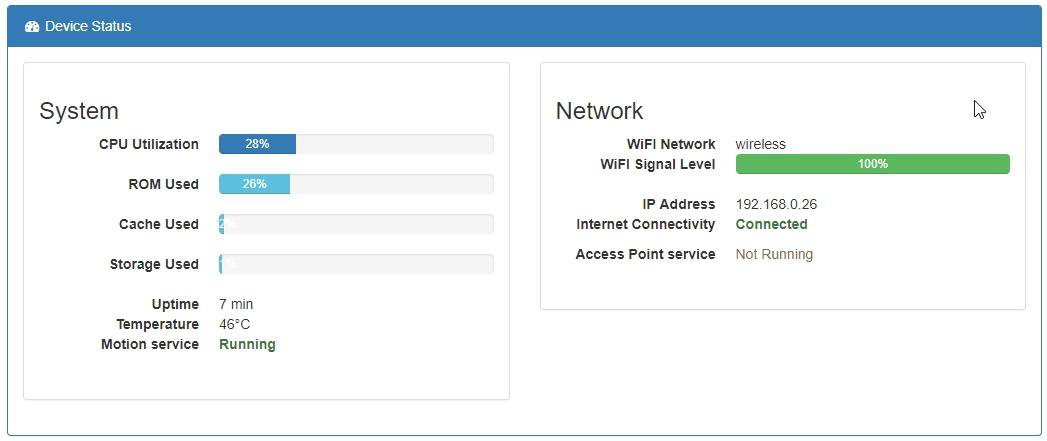 Device Status
System
CPU Utilization 28%
ROM Used 26%
Cache Used 2%
Storage Used 1%
Uptime 7 min
Temperature 46°C
Motion service Running
Network
WiFI Network wireless
WiFI Signal Level 100%
IP Address 192.168.0.26
Internet Connectivity Connected
Access Point service Not Running